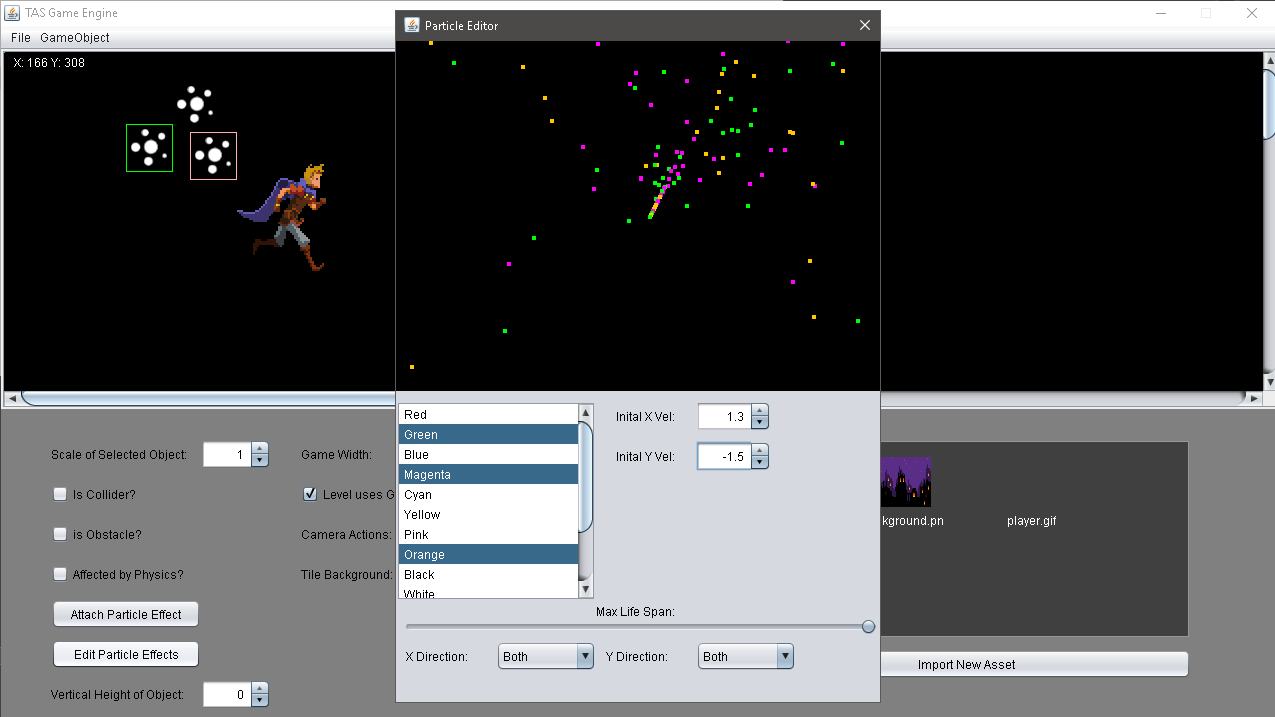 TAS Game Engine
File GameObject
X: 166 Y: 308
Particle Editor
Red
Green
Blue
Magenta
Cyan
Yellow
Pink
Orange
Black
White
Inital X Vel: 1.3
Inital Y Vel: -1.5
Max Life Span:
X Direction: Both Y Direction: Both
ale of Selected Object: 1
Is Collider?
is Obstacle?
Affected by Physics?
Attach Particle Effect
Edit Particle Effects
Vertical Height of Object: 0
Game Width:
Level uses G
Camera Actions:
Tile Background:
kground.pn player.gif
Import New Asset